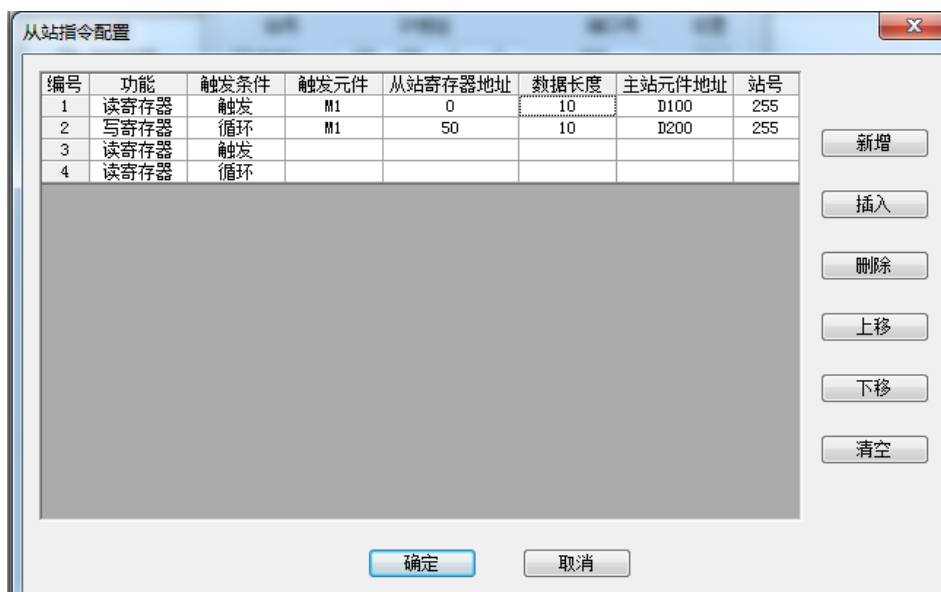 从站指令配置
编号 功能 触发条件 触发元件 从站寄存器地址 数据长度 主站元件地址 站号
1 读寄存器 触发 M1 0 10 D100 255
2 写寄存器 循环 M1 50 10 D200 255
3 读寄存器 触发
4 读寄存器 循环
新增
插入
删除
上移
下移
清空
确定 取消